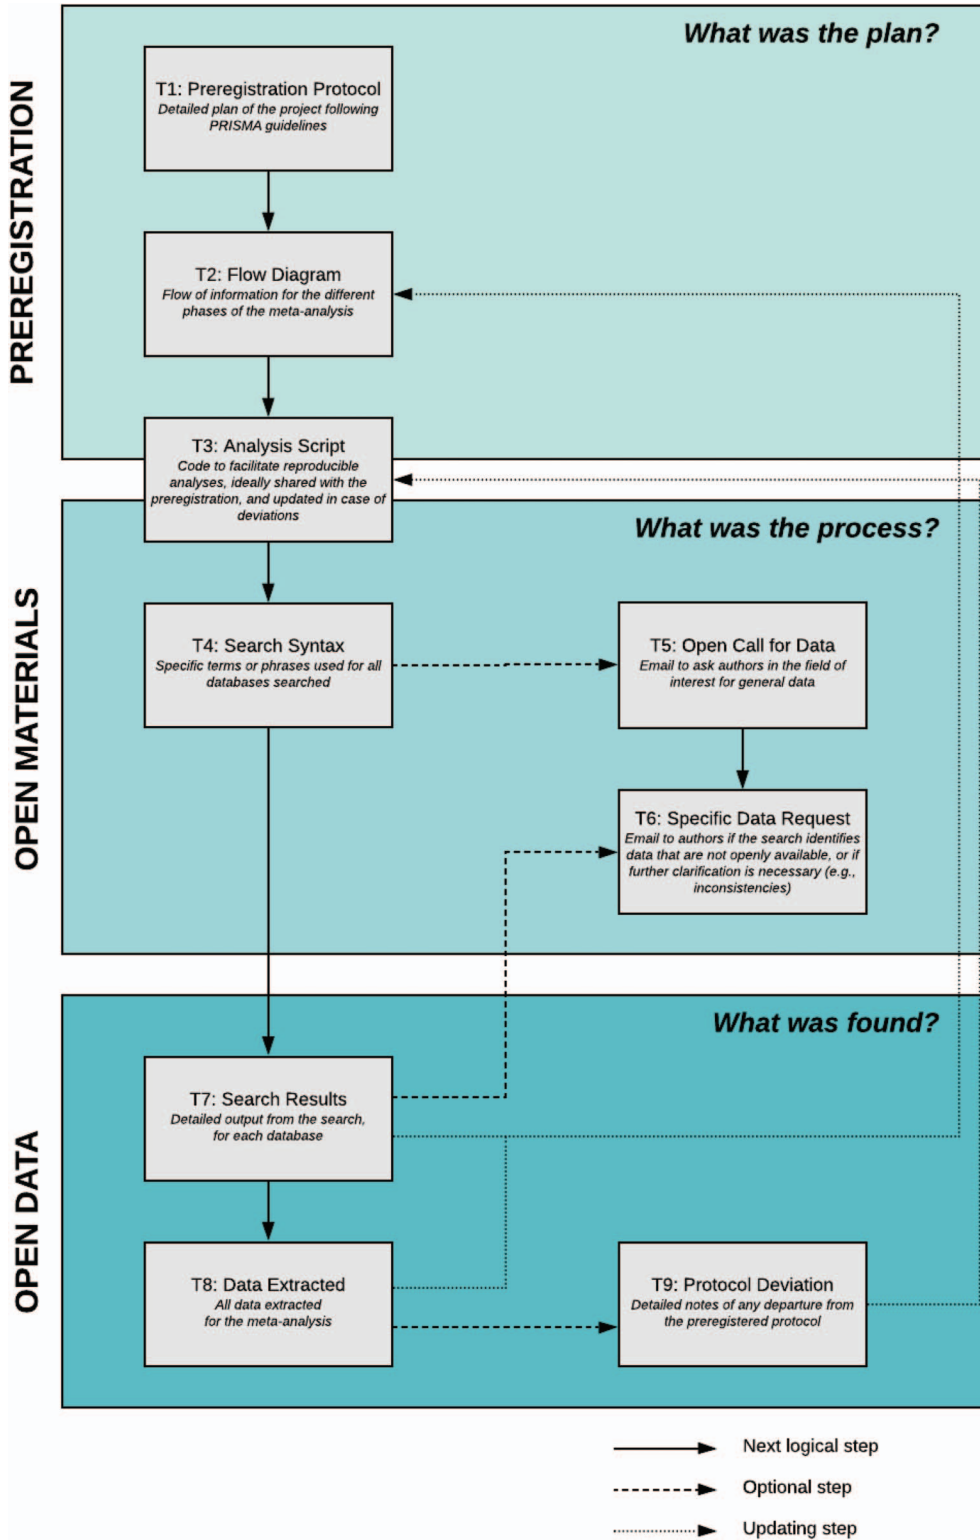 PREREGISTRATION
What was the plan?
T1: Preregistration Protocol
Detailed plan of the project following
PRISMA guidelines
T2: Flow Diagram
Flow of information for the different
phases of the meta-analysis
T3: Analysis Script
Code to facilitate reproducible
analyses, ideally shared with the
preregistration, and updated in case of
deviations
OPEN MATERIALS
What was the process?
T4: Search Syntax
Specific terms or phrases used for all
databases searched
T5: Open Call for Data
Email to ask authors in the field of
interest for general data
T6: Specific Data Request
Email to authors if the search identifies
data that are not openly available, or if
further clarification is necessary (e.g.,
inconsistencies)
OPEN DATA
What was found?
T7: Search Results
Detailed output from the search,
for each database
T8: Data Extracted
All data extracted
for the meta-analysis
T9: Protocol Deviation
Detailed notes of any departure from
the preregistered protocol
Next logical step
Optional step
Updating step